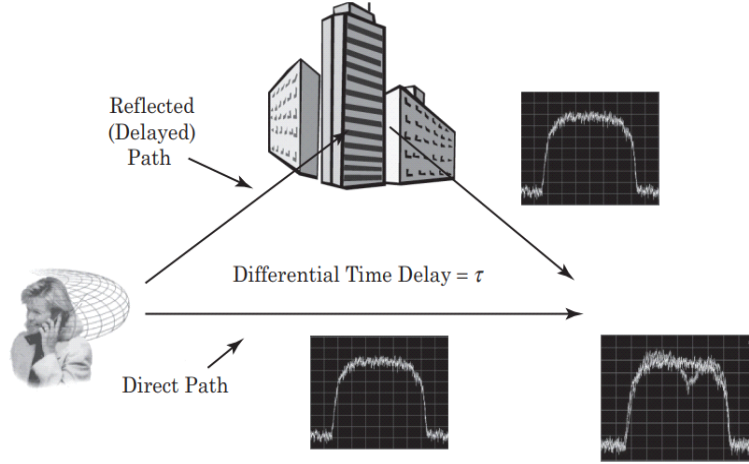 Reflected
(Delayed)
Path
Differential Time Delay = τ
Direct Path